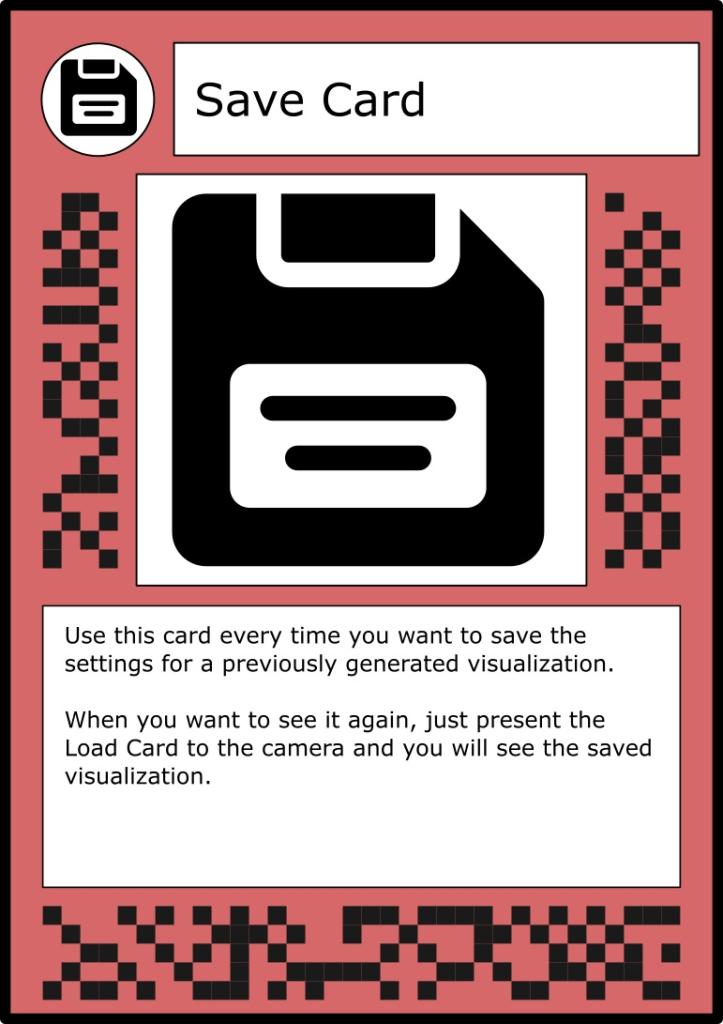 Save Card
Use this card every time you want to save the
settings for a previously generated visualization.
When you want to see it again, just present the
Load Card to the camera and you will see the saved
visualization.